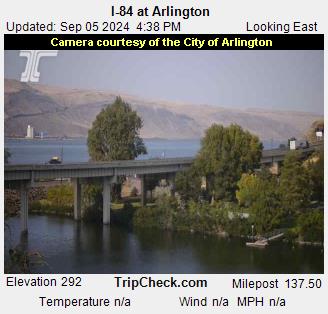 I-84 at Arlington
Updated: Sep 05 2024 4:38 PM Looking East
Camera courtesy of the City of Arlington
Elevation 292 TripCheck.com Milepost 137.50
Temperature n/a Wind n/a MPH n/a